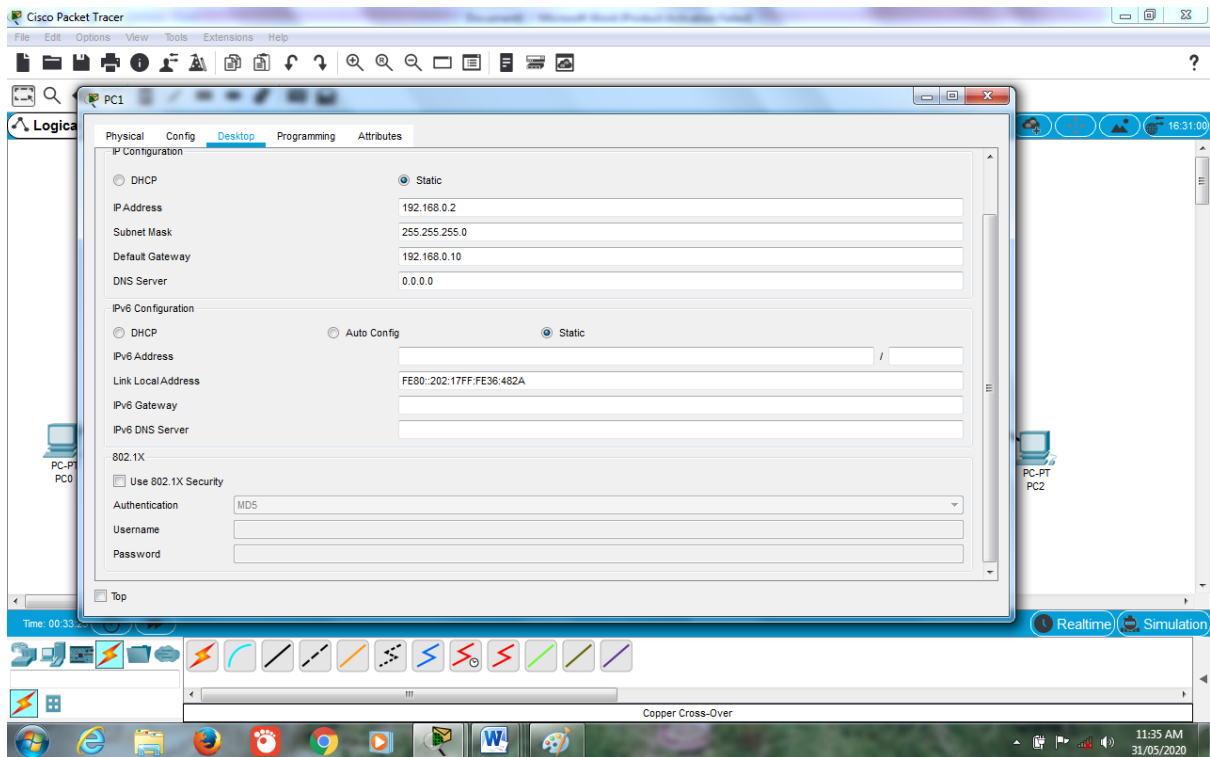 Cisco Packet Tracer
File Edit Options View Tools Extensions Help
?
PC1
Logica
16:31:00
Physical Config Desktop Programming Attributes
IP Configuration
DHCP Static
IP Address 192.168.0.2
Subnet Mask 255.255.255.0
Default Gateway 192.168.0.10
DNS Server 0.0.0.0
IPv6 Configuration
DHCP Auto Config Static
IPv6 Address /
Link Local Address FE80::202:17FF:FE36:482A
IPv6 Gateway
IPv6 DNS Server
802.1X
Use 802.1X Security
Authentication MD5
Username
Password
Top
PC-PT
PC0
PC-PT
PC2
Time: 00:33:
Realtime Simulation
Copper Cross-Over
11:35 AM
31/05/2020